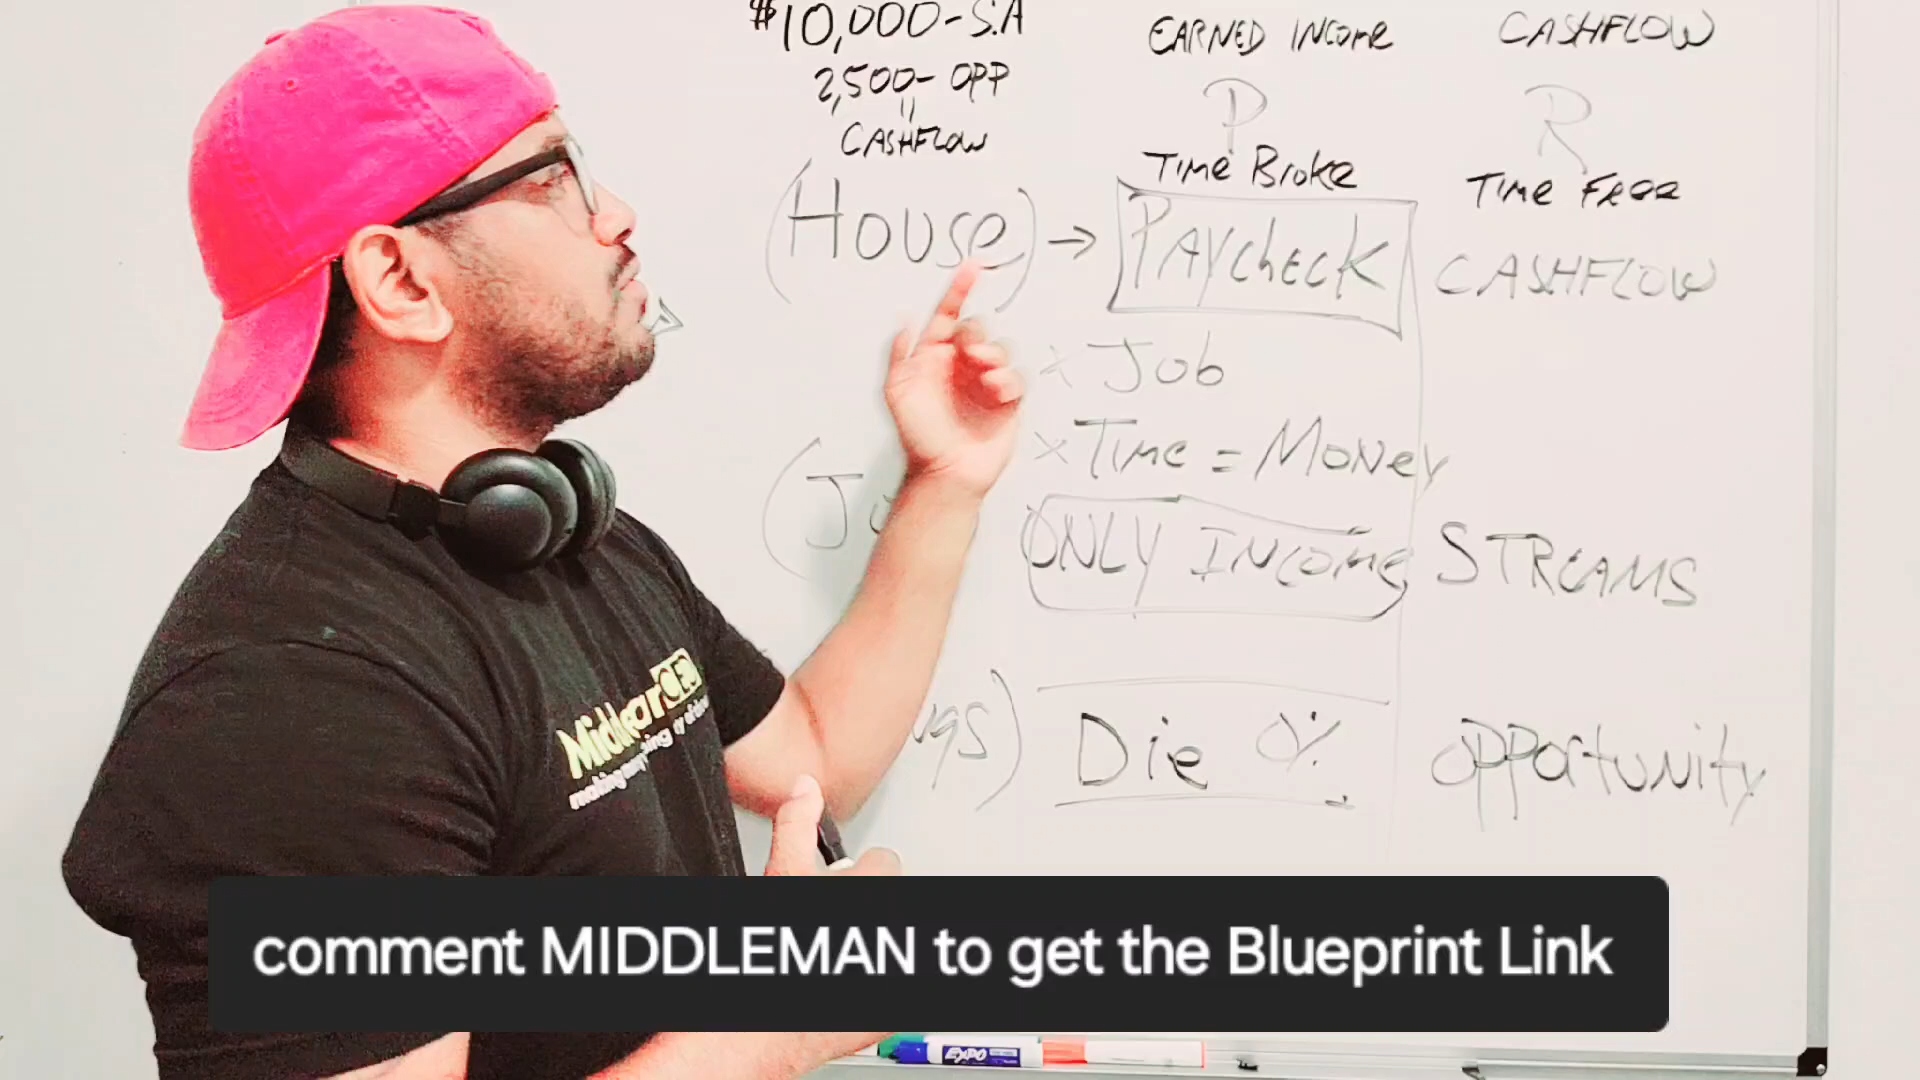 $10,000-S.A
2,500- OPP
=
CASHFLOW
EARNED INCOME
CASHFLOW
P
R
TIME BROKE
TIME FREE
(HOUSE) → PAYCHECK
CASHFLOW
× JOB
× TIME = MONEY
ONLY INCOME STREAMS
Die %
OPPORTUNITY
comment MIDDLEMAN to get the Blueprint Link
EXPO